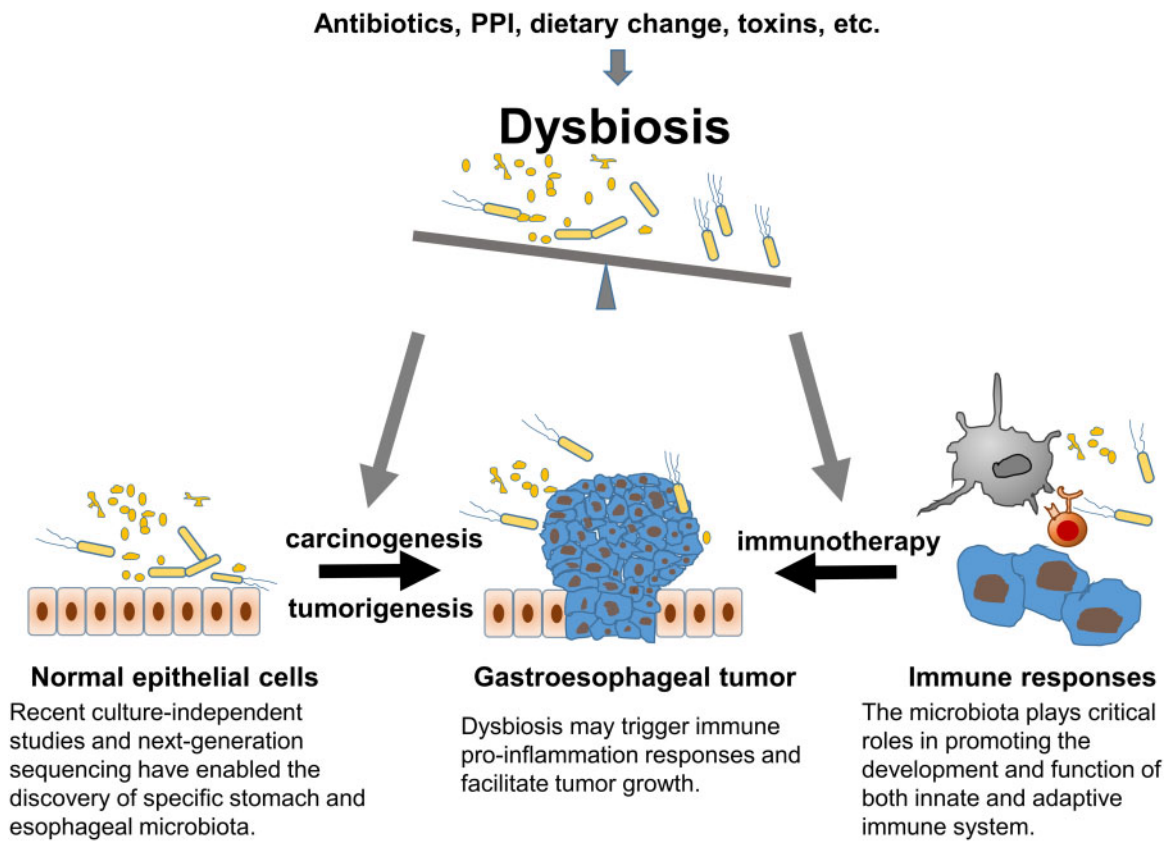 Antibiotics, PPI, dietary change, toxins, etc.
Dysbiosis
carcinogenesis
tumorigenesis
immunotherapy
Normal epithelial cells
Recent culture-independent
studies and next-generation
sequencing have enabled the
discovery of specific stomach and
esophageal microbiota.
Gastroesophageal tumor
Dysbiosis may trigger immune
pro-inflammation responses and
facilitate tumor growth.
Immune responses
The microbiota plays critical
roles in promoting the
development and function of
both innate and adaptive
immune system.